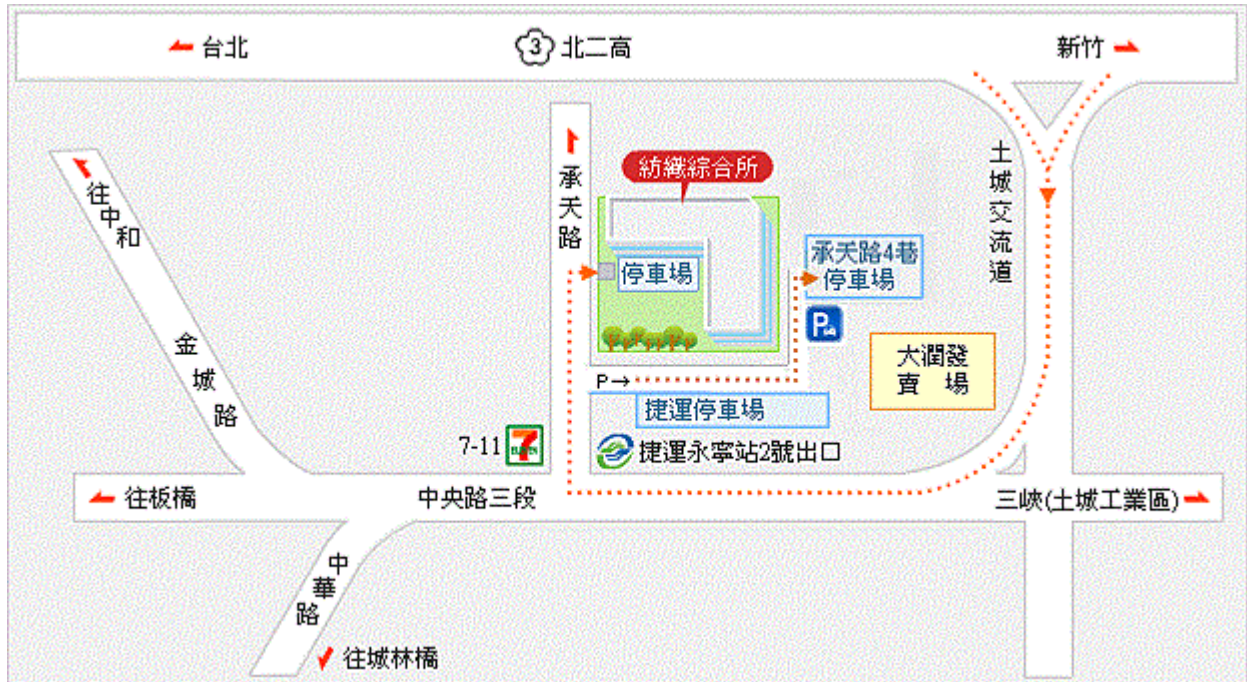 台北
3
北二高
新竹
土城交流道
承天路
紡織綜合所
往中和
承天路4巷
停車場
停車場
P
金城路
大潤發
賣 場
P→
捷運停車場
7-11
7
ELEVEN
捷運永寧站2號出口
往板橋
中央路三段
三峽(土城工業區)
中華路
往城林橋